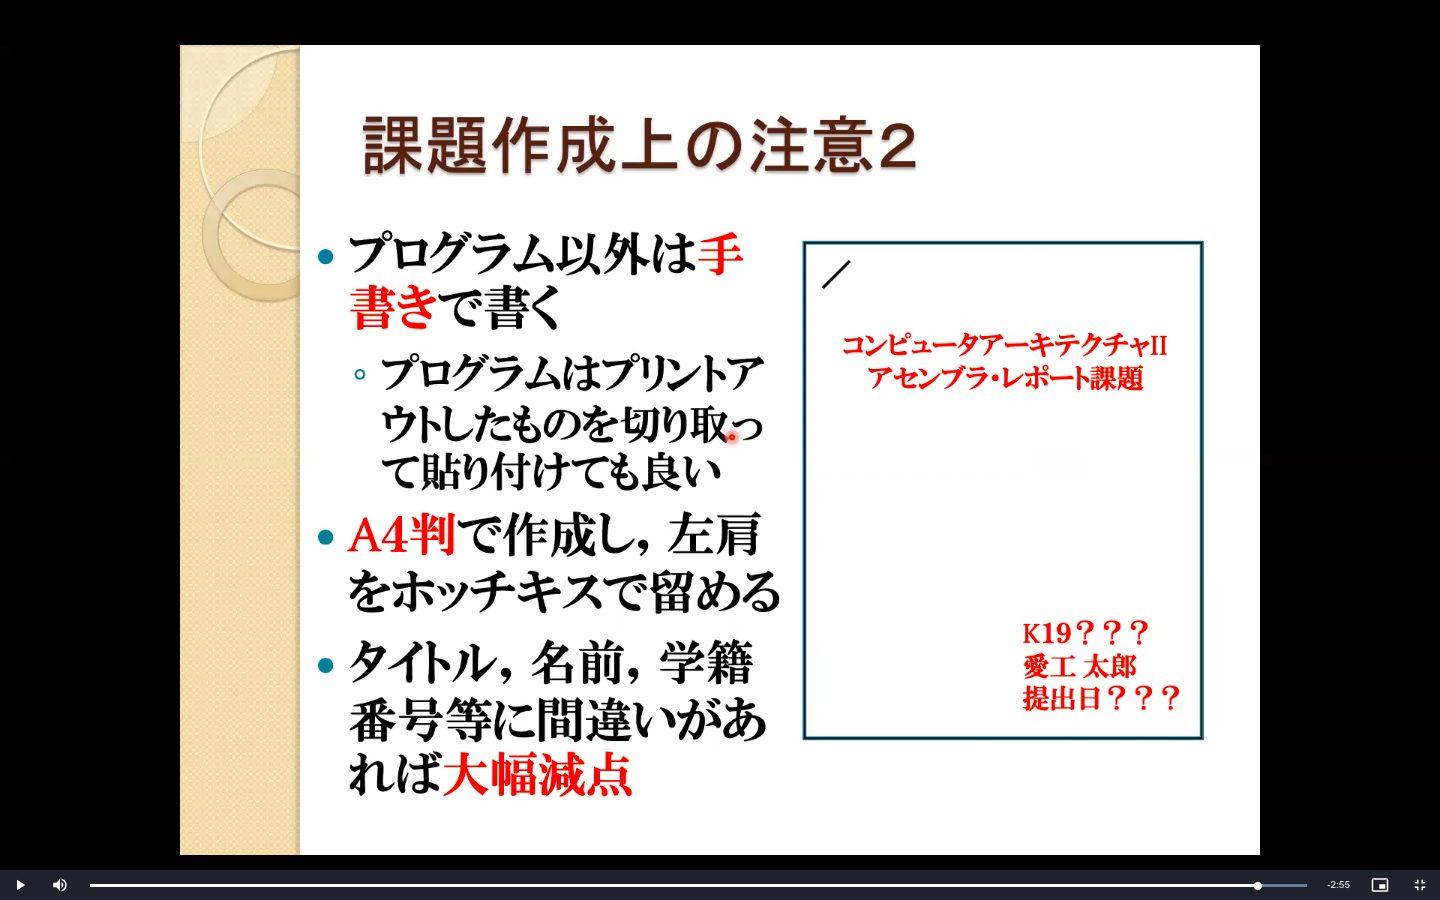 課題作成上の注意２
プログラム以外は手
書きで書く
プログラムはプリントア
ウトしたものを切り取っ
て貼り付けても良い
A4判で作成し，左肩
をホッチキスで留める
タイトル，名前，学籍
番号等に間違いがあ
れば大幅減点
コンピュータアーキテクチャII
アセンブラ・レポート課題
K19？？？
愛工 太郎
提出日？？？
-2:55